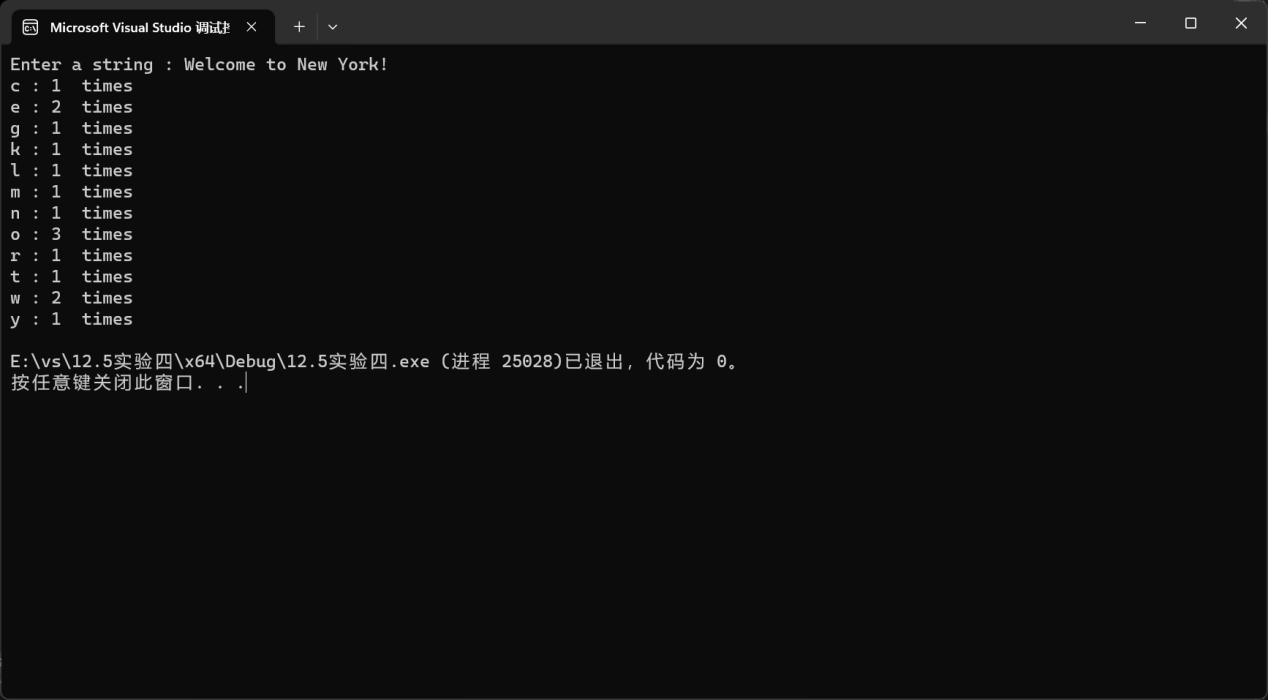 Microsoft Visual Studio 调试
Enter a string : Welcome to New York!
c : 1  times
e : 2  times
g : 1  times
k : 1  times
l : 1  times
m : 1  times
n : 1  times
o : 3  times
r : 1  times
t : 1  times
w : 2  times
y : 1  times
E:\vs\12.5实验四\x64\Debug\12.5实验四.exe (进程 25028)已退出，代码为 0。
按任意键关闭此窗口. . .